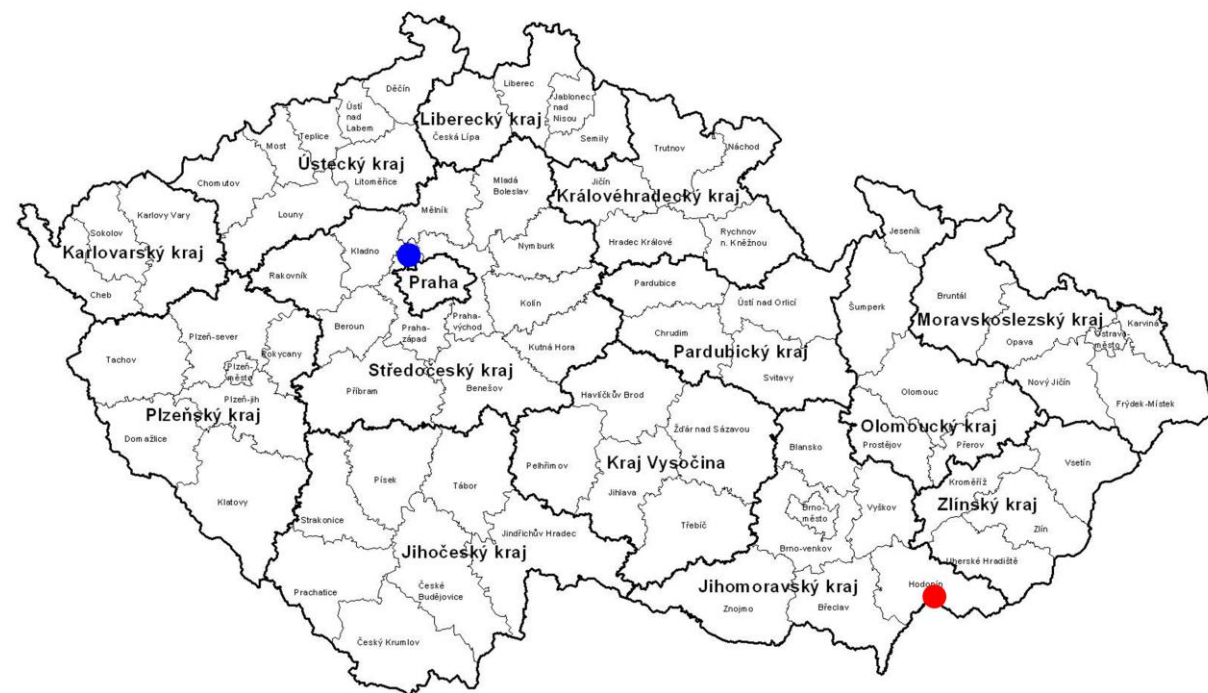 Děčín
Liberec
Ústí
nad
Labem
Jablonec
nad
Nisou
Liberecký kraj
Česká Lípa
Teplice
Most
Semily
Trutnov
Náchod
Ústecký kraj
Chomutov
Litoměřice
Mladá
Boleslav
Jičín
Královéhradecký kraj
Karlovy Vary
Louny
Mělník
Sokolov
Karlovarský kraj
Kladno
Nymburk
Hradec Králové
Rychnov
n. Kněžnou
Jeseník
Rakovník
Praha
Cheb
Kolín
Pardubice
Ústí nad Orlicí
Šumperk
Bruntál
Moravskoslezský kraj
Karviná
Ostrava-
město
Opava
Beroun
Praha-
západ
Praha-
východ
Chrudim
Plzeň-sever
Rokycany
Tachov
Plzeň-
město
Kutná Hora
Pardubický kraj
Středočeský kraj
Svitavy
Nový Jičín
Frýdek-Místek
Příbram
Benešov
Havlíčkův Brod
Olomouc
Plzeň-jih
Plzeňský kraj
Domažlice
Žďár nad Sázavou
Olomoucký kraj
Prostějov
Přerov
Blansko
Pelhřimov
Kraj Vysočina
Vsetín
Kroměříž
Písek
Tábor
Jihlava
Zlínský kraj
Klatovy
Brno-
město
Vyškov
Strakonice
Třebíč
Zlín
Jindřichův Hradec
Jihočeský kraj
Brno-venkov
Uherské Hradiště
Prachatice
České
Budějovice
Jihomoravský kraj
Hodonín
Znojmo
Břeclav
Český Krumlov